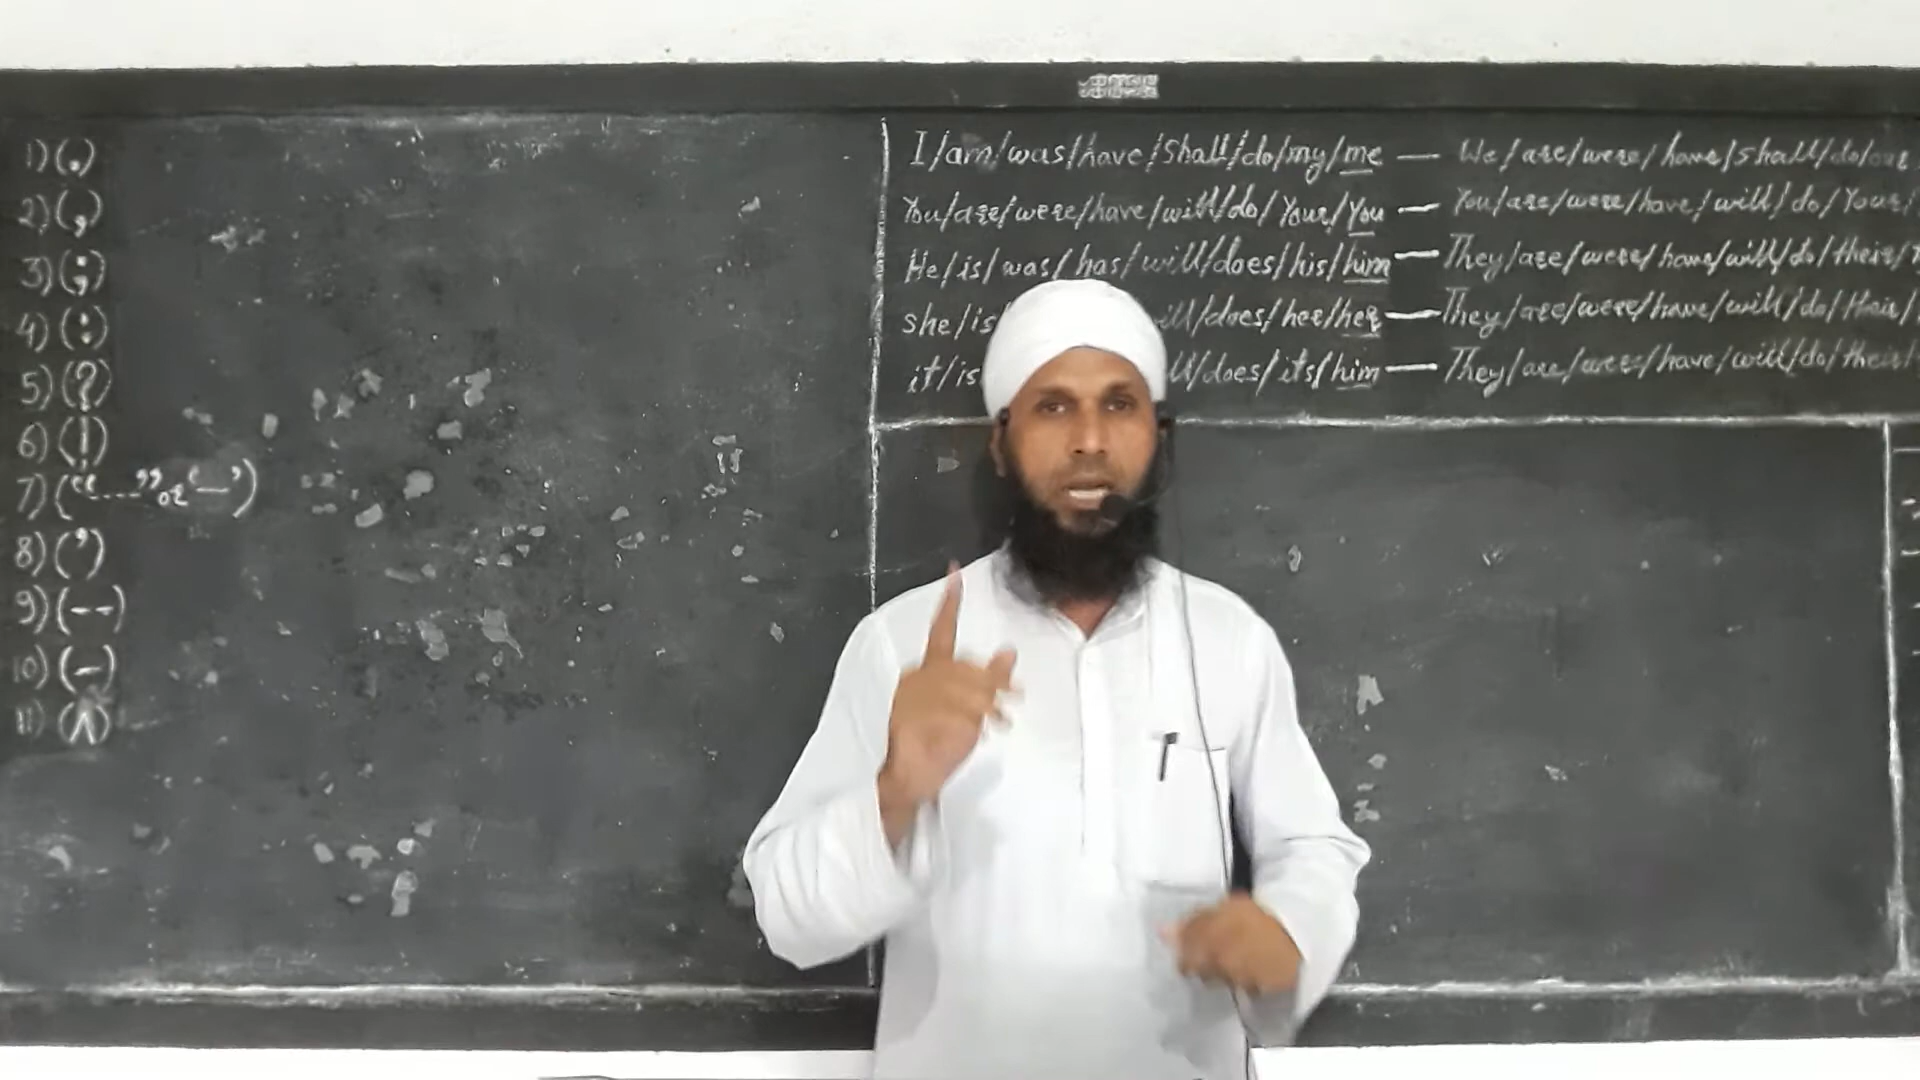 1) (.)
2) (,)
3) (;)
4) (:)
5) (?)
6) (!)
7) ("----" or '—')
8) (')
9) (--)
10) (-)
11) (∧)
I/am/was/have/shall/do/my/me — We/are/were/have/shall/do/our
You/are/were/have/will/do/Your/You — You/are/were/have/will/do/Your/
He/is/was/has/will/does/his/him — They/are/were/have/will/do/their/
she/is will/does/her/her — They/are/were/have/will/do/their/
it/is /does/its/him — They/are/were/have/will/do/their/